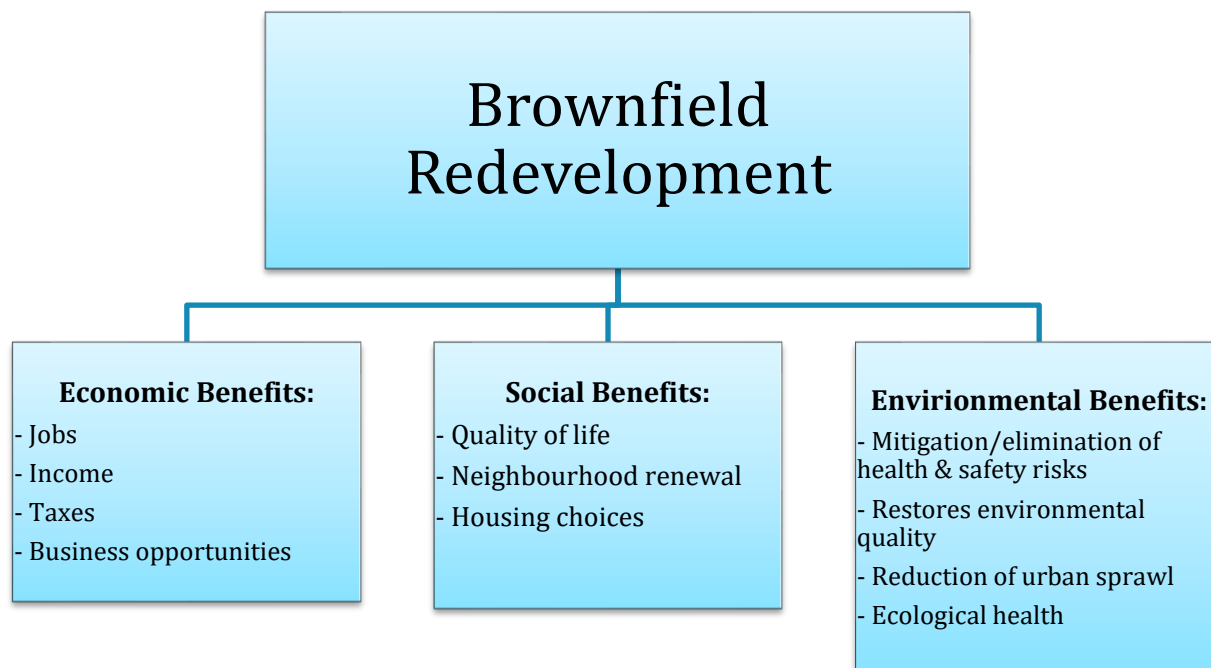 Brownfield
Redevelopment
Economic Benefits:
- Jobs
- Income
- Taxes
- Business opportunities
Social Benefits:
- Quality of life
- Neighbourhood renewal
- Housing choices
Envirionmental Benefits:
- Mitigation/elimination of
health & safety risks
- Restores environmental
quality
- Reduction of urban sprawl
- Ecological health